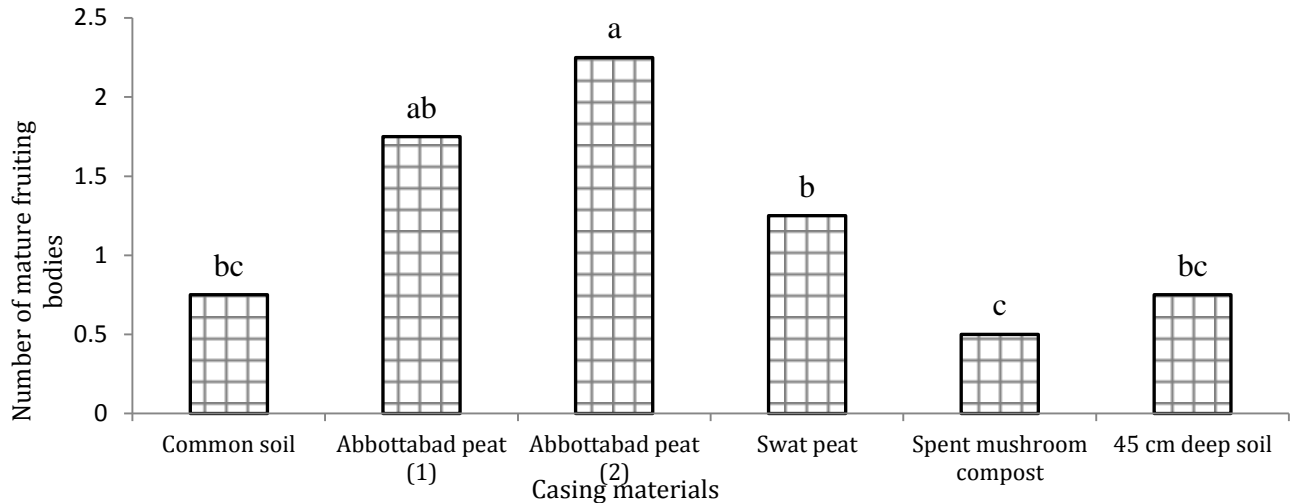 Number of mature fruiting
bodies
2.5
2
1.5
1
0.5
0
bc
ab
a
b
c
bc
Common soil
Abbottabad peat
(1)
Abbottabad peat
(2)
Swat peat
Spent mushroom
compost
45 cm deep soil
Casing materials